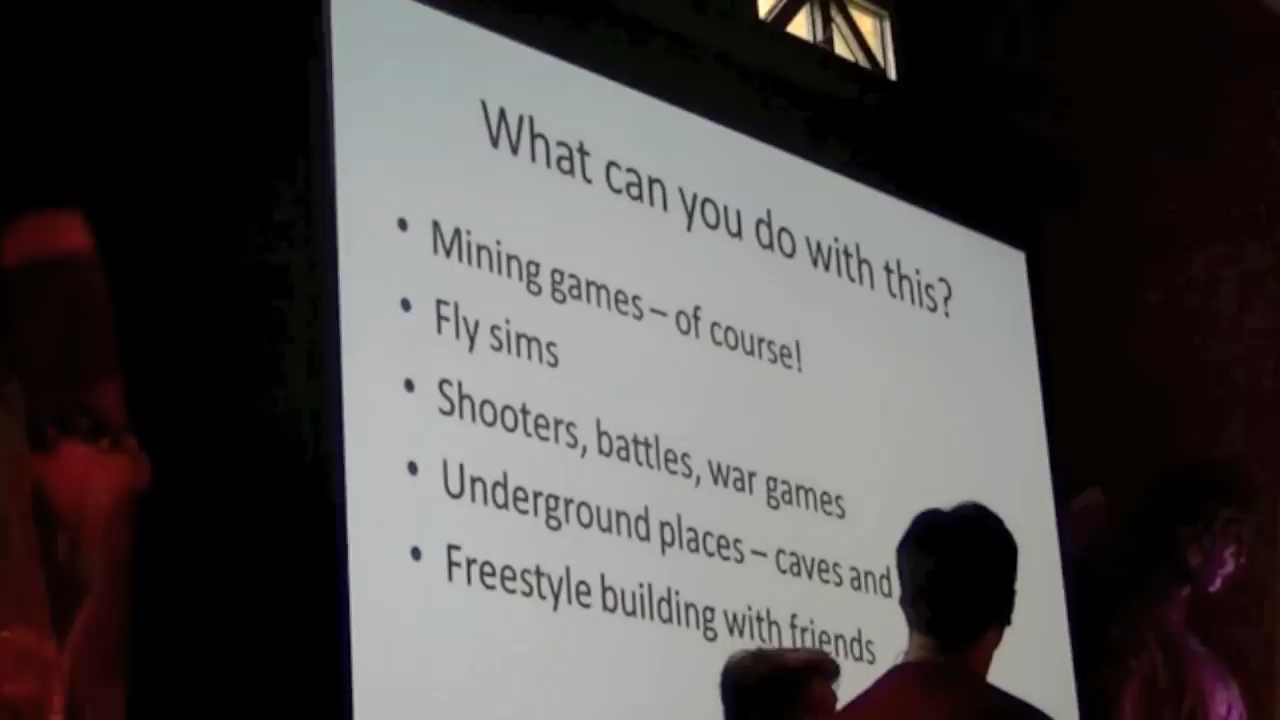 What can you do with this?
• Mining games – of course!
• Fly sims
• Shooters, battles, war games
• Underground places – caves and
• Freestyle building with friends